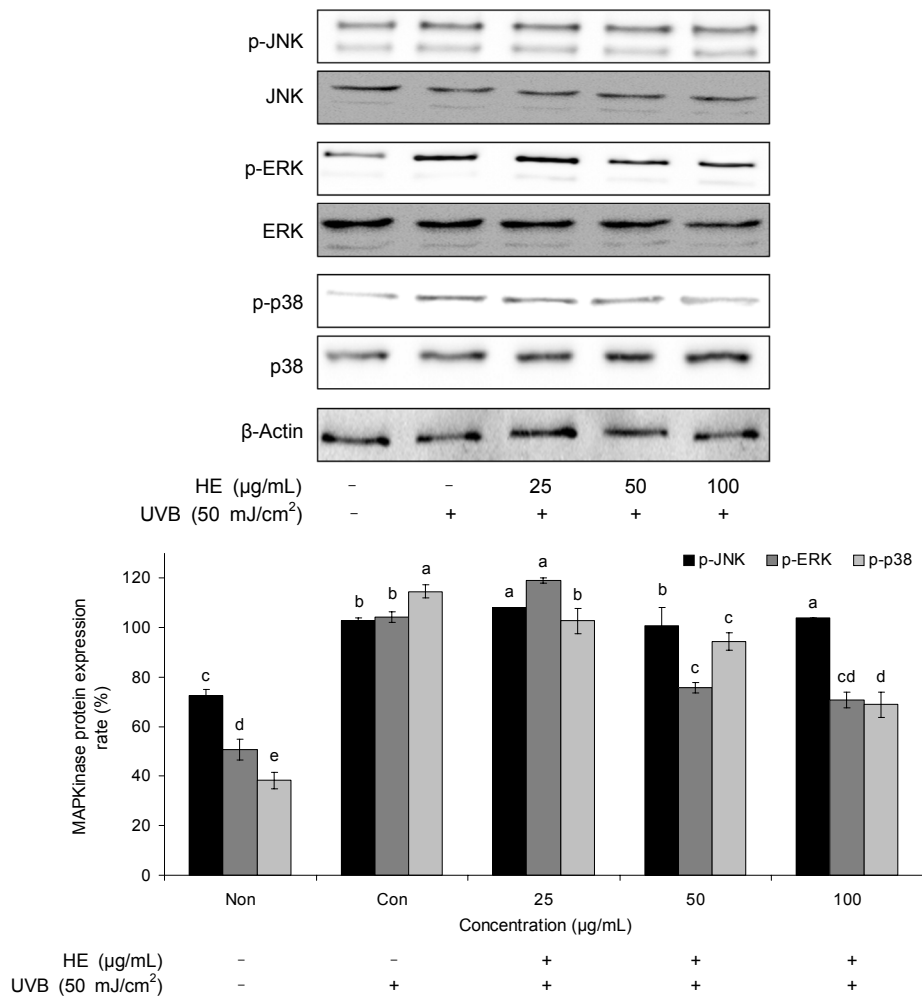 p-JNK
JNK
p-ERK
ERK
p-p38
p38
β-Actin
HE (μg/mL) - - 25 50 100
UVB (50 mJ/cm²) - + + + +
p-JNK p-ERK p-p38
MAPKinase protein expression
rate (%)
120
100
80
60
40
20
0
c d e
b b a
a a b
b c c
a cd d
Non Con 25 50 100
Concentration (μg/mL)
HE (μg/mL) - - + + +
UVB (50 mJ/cm²) - + + + +